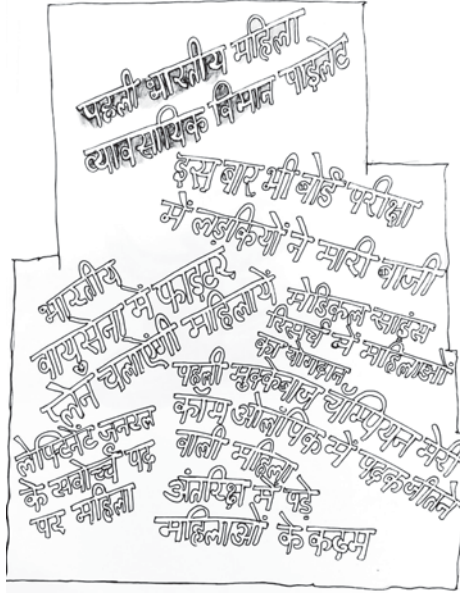 पहली भारतीय महिला
व्यावसायिक विमान पाइलेट
इस बार भी बोर्ड परीक्षा
में लड़कियों ने मारी बाजी
भारतीय
वायुसेना में फाइटर
प्लेन चलाएंगी महिलायें
मेडिकल साइंस
रिसर्च में महिलाओं
का योगदान
पहली मुक्केबाज चैम्पियन मेरी
कॉम ओलंपिक में पदक जीतने
वाली महिला
लेफ्टिनेंट जनरल
के सर्वोच्च पद
पर महिला
अंतरिक्ष में पड़े
महिलाओं के कदम